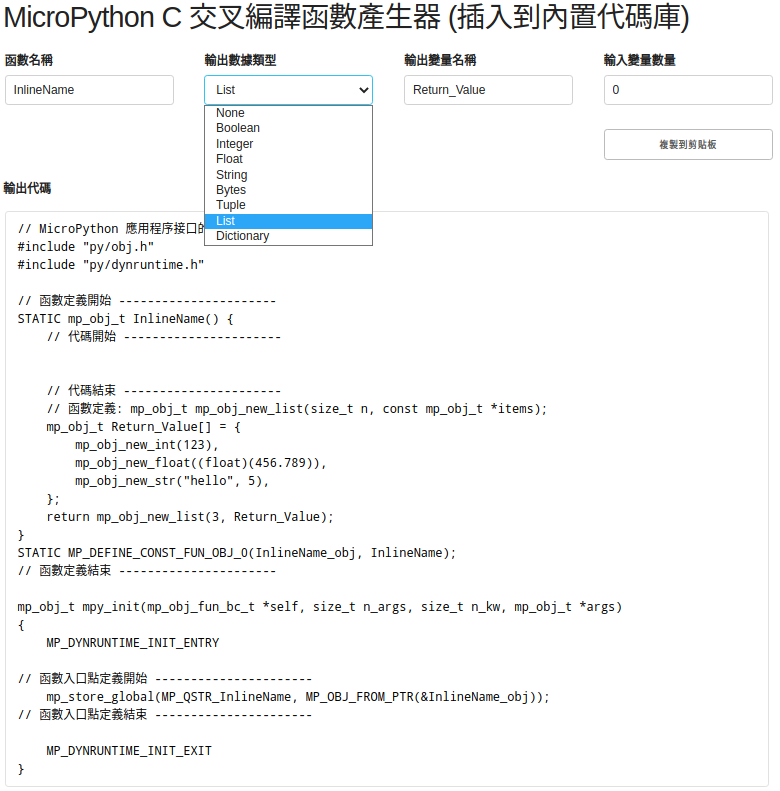 MicroPython C 交叉編譯函數產生器 (插入到內置代碼庫)
函數名稱
輸出數據類型
輸出變量名稱
輸入變量數量
InlineName
List
Return_Value
0
None
Boolean
Integer
Float
String
Bytes
Tuple
List
Dictionary
複製到剪貼板
輸出代碼
// MicroPython 應用程序接口的
#include "py/obj.h"
#include "py/dynruntime.h"
// 函數定義開始 ----------------------
STATIC mp_obj_t InlineName() {
// 代碼開始 ----------------------
// 代碼結束 ----------------------
// 函數定義: mp_obj_t mp_obj_new_list(size_t n, const mp_obj_t *items);
mp_obj_t Return_Value[] = {
mp_obj_new_int(123),
mp_obj_new_float((float)(456.789)),
mp_obj_new_str("hello", 5),
};
return mp_obj_new_list(3, Return_Value);
}
STATIC MP_DEFINE_CONST_FUN_OBJ_0(InlineName_obj, InlineName);
// 函數定義結束 ----------------------
mp_obj_t mpy_init(mp_obj_fun_bc_t *self, size_t n_args, size_t n_kw, mp_obj_t *args)
{
MP_DYNRUNTIME_INIT_ENTRY
// 函數入口點定義開始 ----------------------
mp_store_global(MP_QSTR_InlineName, MP_OBJ_FROM_PTR(&InlineName_obj));
// 函數入口點定義結束 ----------------------
MP_DYNRUNTIME_INIT_EXIT
}